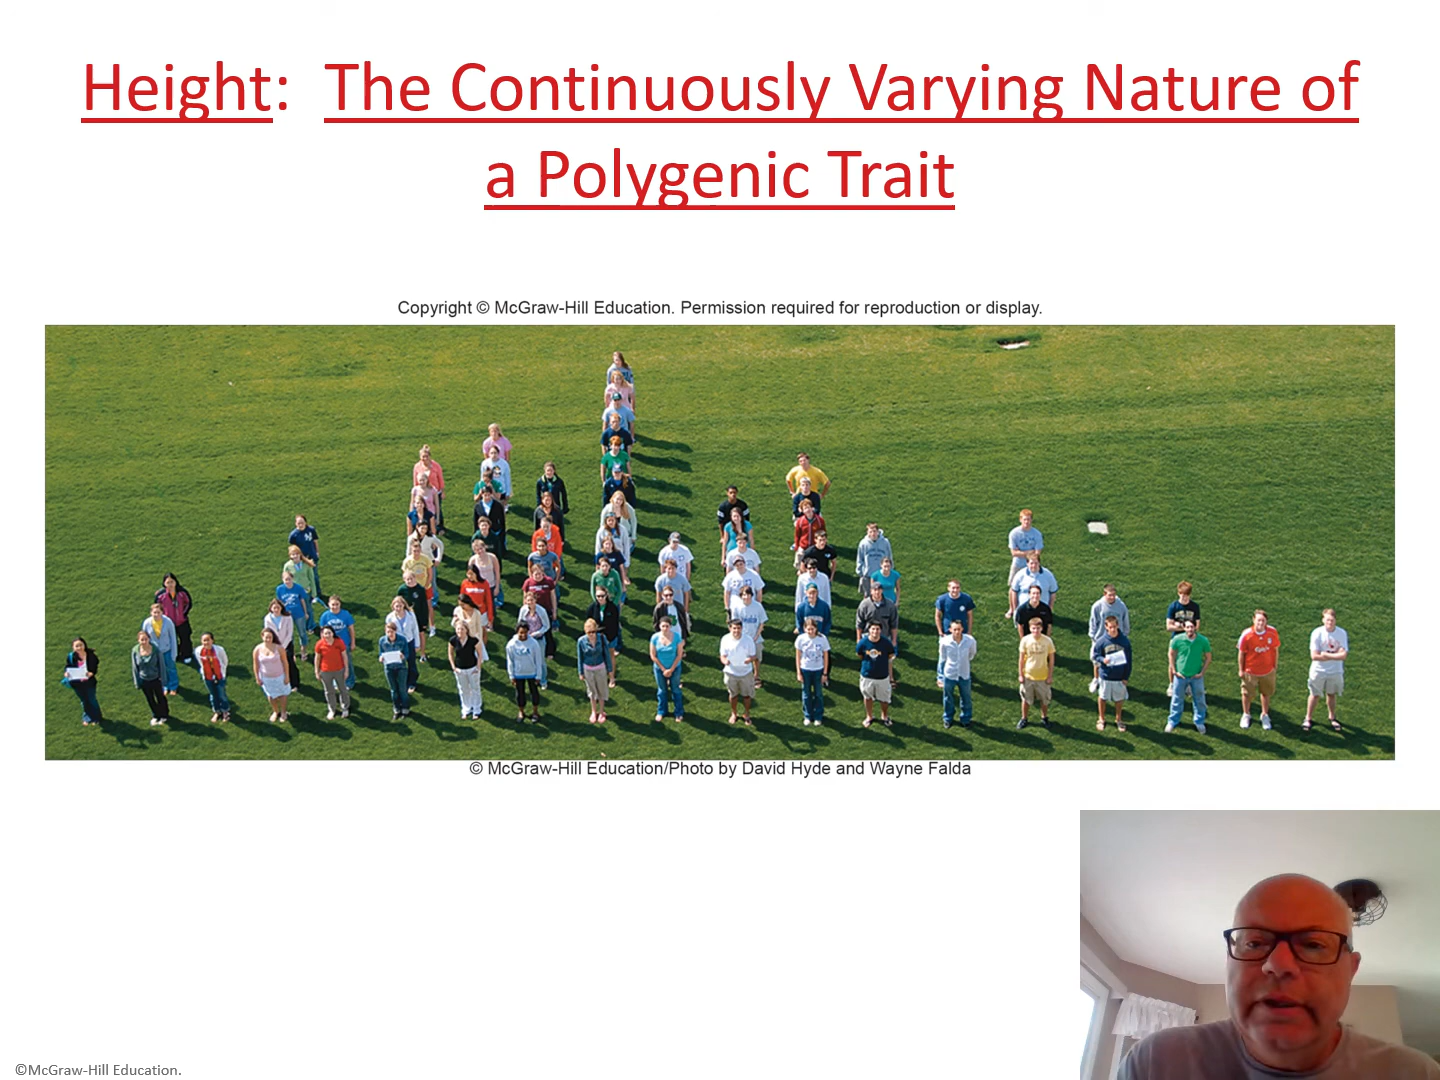 Height: The Continuously Varying Nature of
a Polygenic Trait
Copyright © McGraw-Hill Education. Permission required for reproduction or display.
© McGraw-Hill Education/Photo by David Hyde and Wayne Falda
©McGraw-Hill Education.